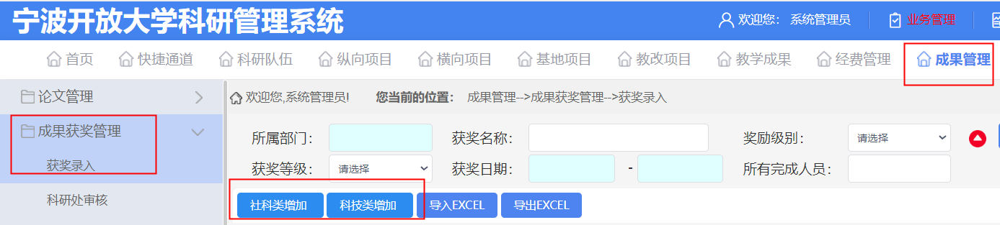 宁波开放大学科研管理系统
欢迎您： 系统管理员 业务管理
首页 快捷通道 科研队伍 纵向项目 横向项目 基地项目 教改项目 教学成果 经费管理 成果管理
论文管理
欢迎您,系统管理员! 您当前的位置： 成果管理-->成果获奖管理-->获奖录入
成果获奖管理
所属部门： 获奖名称： 奖励级别： 请选择
获奖录入
获奖等级： 请选择 获奖日期： - 所有完成人员：
科研处审核
社科类增加 科技类增加 导入EXCEL 导出EXCEL